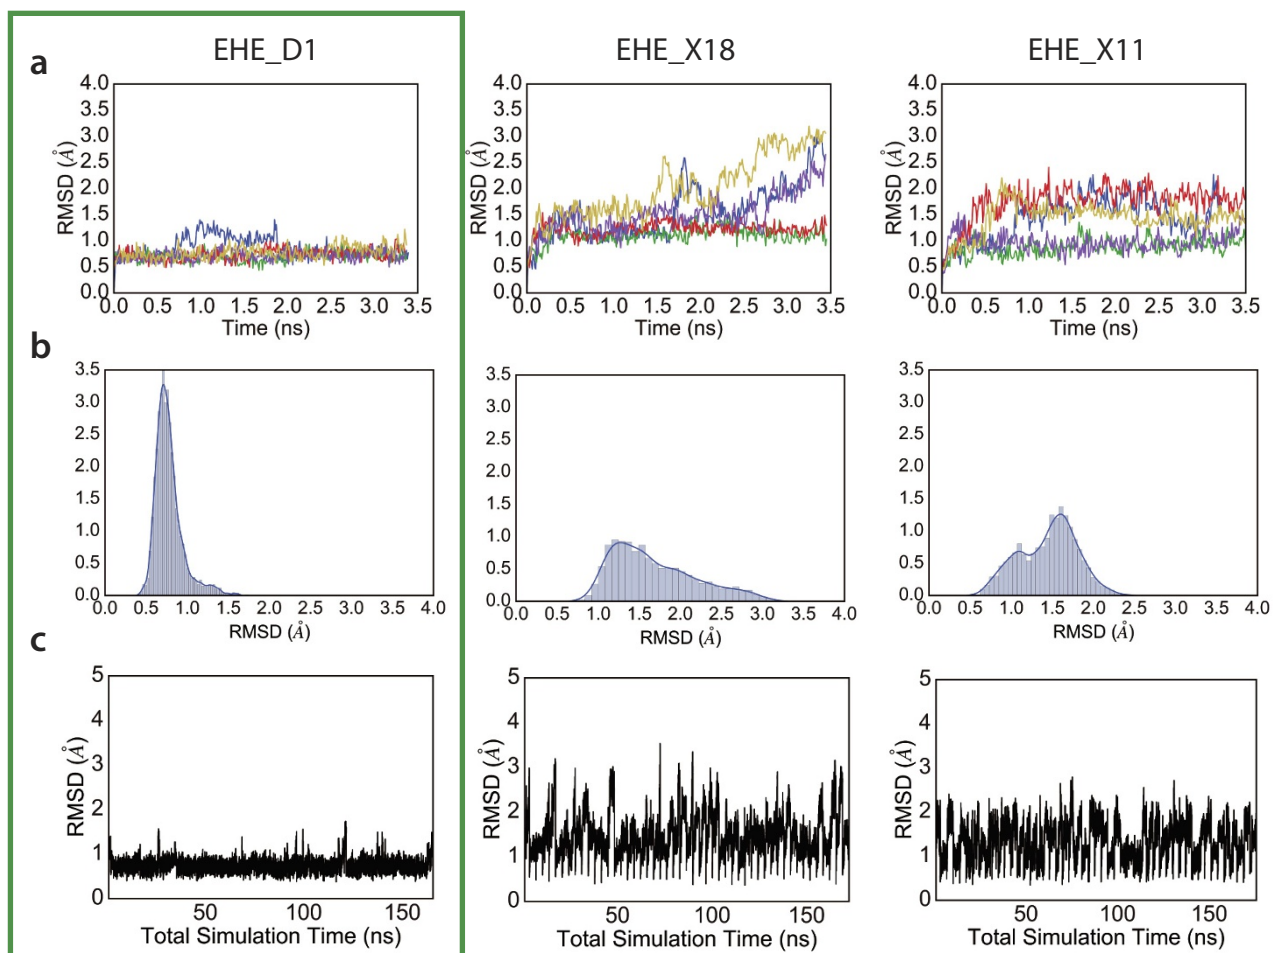 EHE_D1 EHE_X18 EHE_X11
a
4.0 4.0 4.0
3.5 3.5 3.5
3.0 3.0 3.0
2.5 2.5 2.5
2.0 2.0 2.0
1.5 1.5 1.5
1.0 1.0 1.0
0.5 0.5 0.5
0.0 0.0 0.0
RMSD (Å) RMSD (Å) RMSD (Å)
0.0 0.5 1.0 1.5 2.0 2.5 3.0 3.5 0.0 0.5 1.0 1.5 2.0 2.5 3.0 3.5 0.0 0.5 1.0 1.5 2.0 2.5 3.0 3.5
Time (ns) Time (ns) Time (ns)
b
3.5 3.5 3.5
3.0 3.0 3.0
2.5 2.5 2.5
2.0 2.0 2.0
1.5 1.5 1.5
1.0 1.0 1.0
0.5 0.5 0.5
0.0 0.0 0.0
0.0 0.5 1.0 1.5 2.0 2.5 3.0 3.5 4.0 0.0 0.5 1.0 1.5 2.0 2.5 3.0 3.5 4.0 0.0 0.5 1.0 1.5 2.0 2.5 3.0 3.5 4.0
RMSD (Å) RMSD (Å) RMSD (Å)
c
5 5 5
4 4 4
3 3 3
2 2 2
1 1 1
0 0 0
RMSD (Å) RMSD (Å) RMSD (Å)
50 100 150 50 100 150 50 100 150
Total Simulation Time (ns) Total Simulation Time (ns) Total Simulation Time (ns)